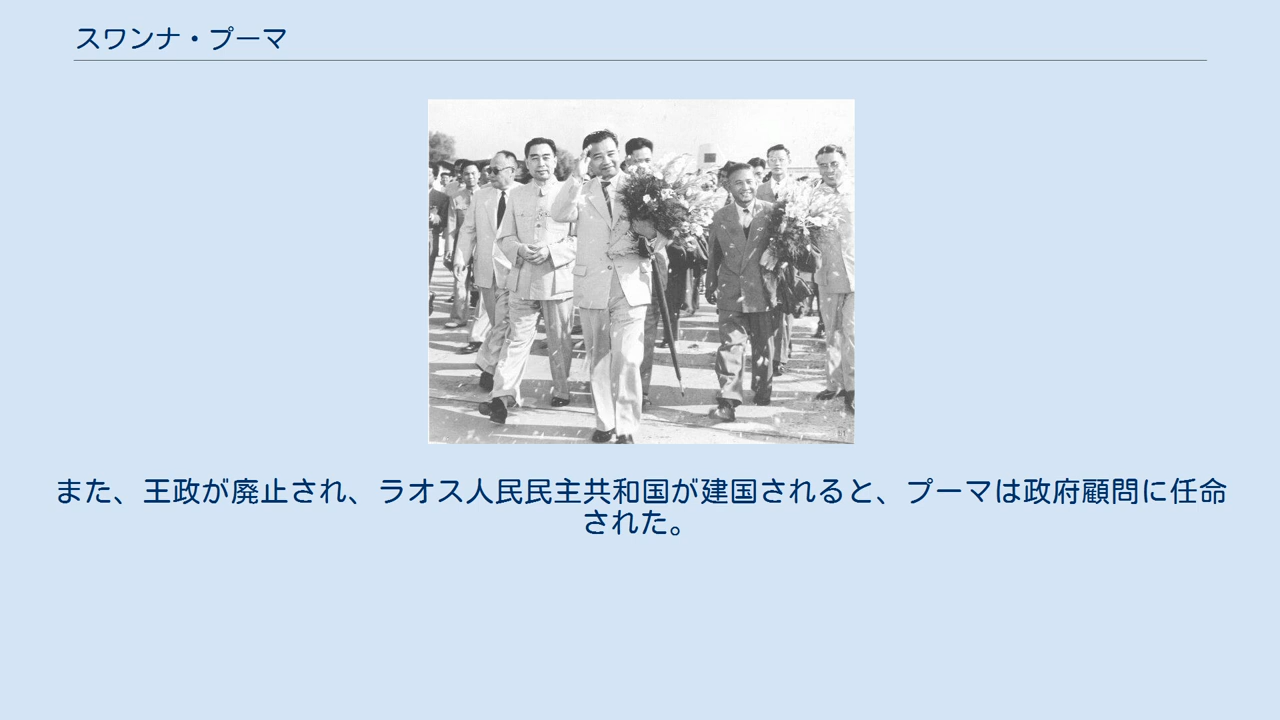 スワンナ・プーマ
また、王政が廃止され、ラオス人民民主共和国が建国されると、プーマは政府顧問に任命
された。